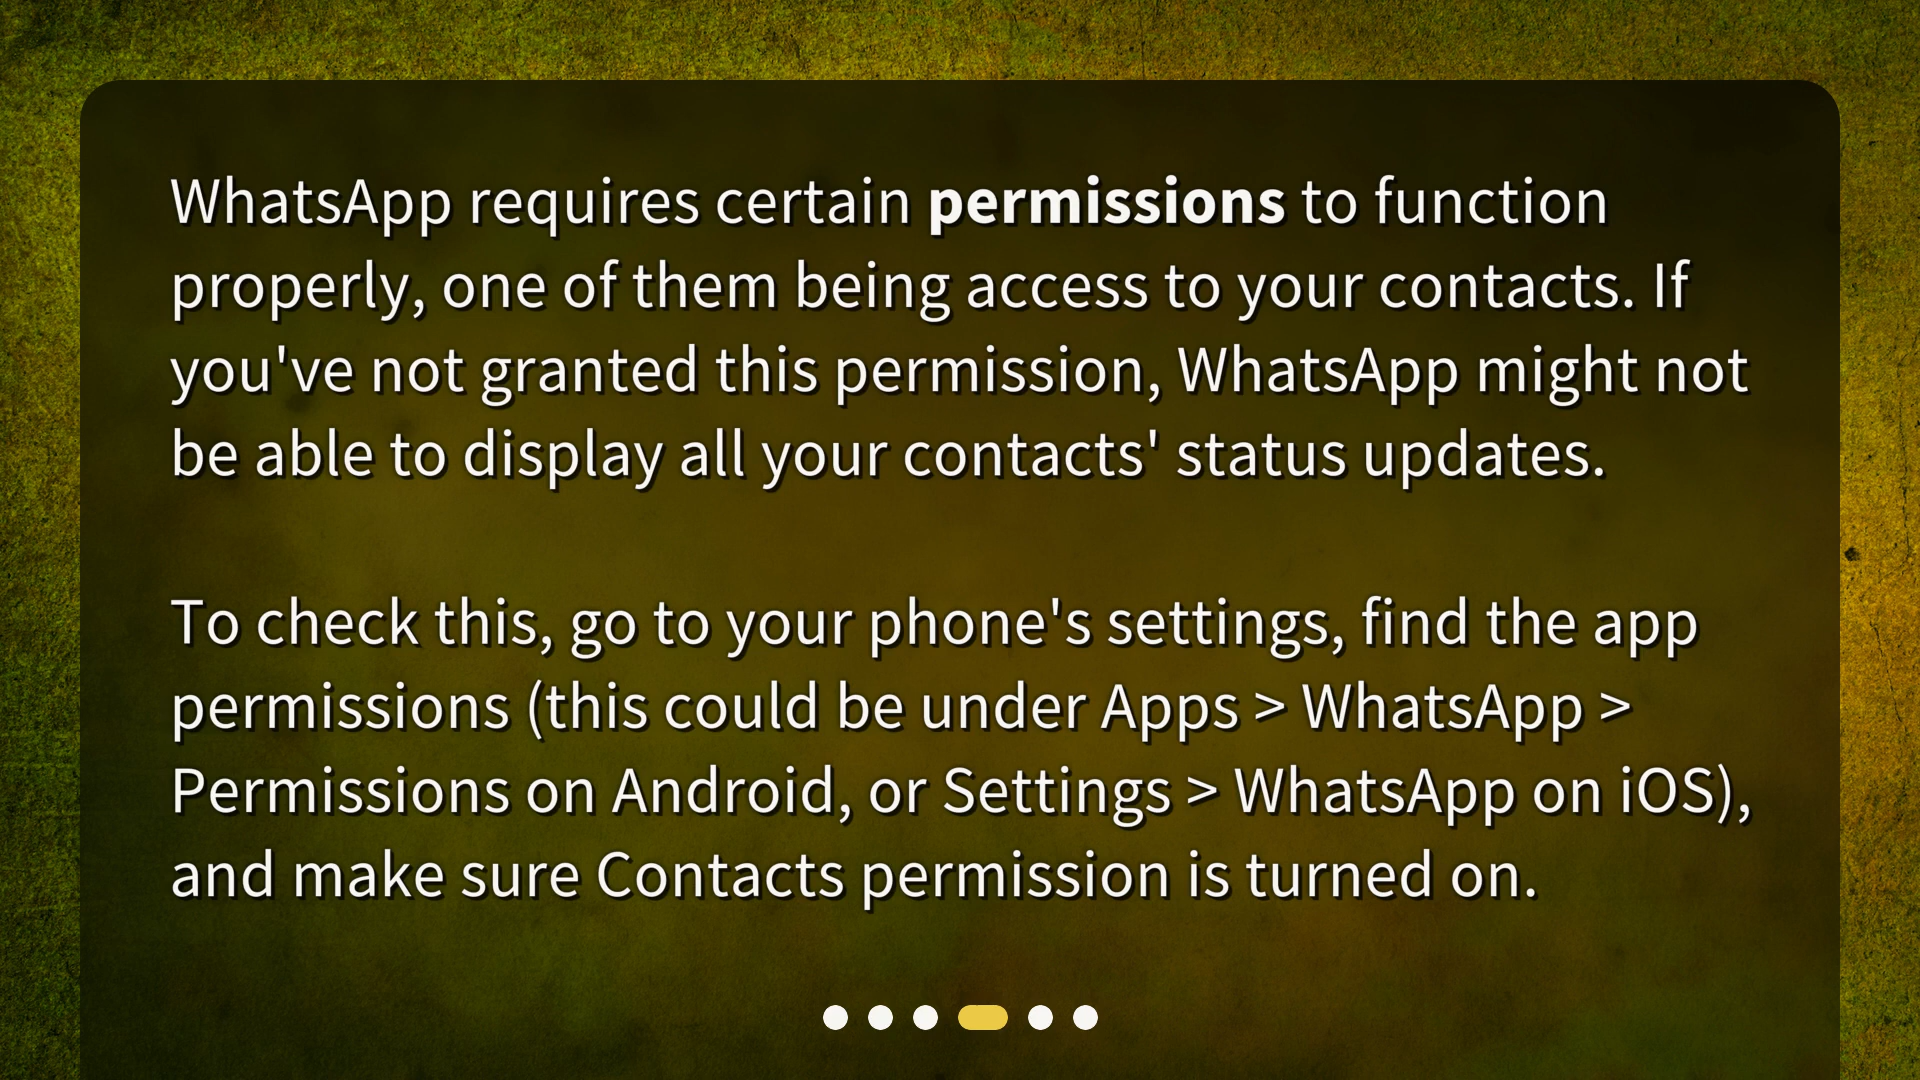 WhatsApp requires certain permissions to function
properly, one of them being access to your contacts. If
you've not granted this permission, WhatsApp might not
be able to display all your contacts' status updates.
To check this, go to your phone's settings, find the app
permissions (this could be under Apps > WhatsApp >
Permissions on Android, or Settings > WhatsApp on iOS),
and make sure Contacts permission is turned on.